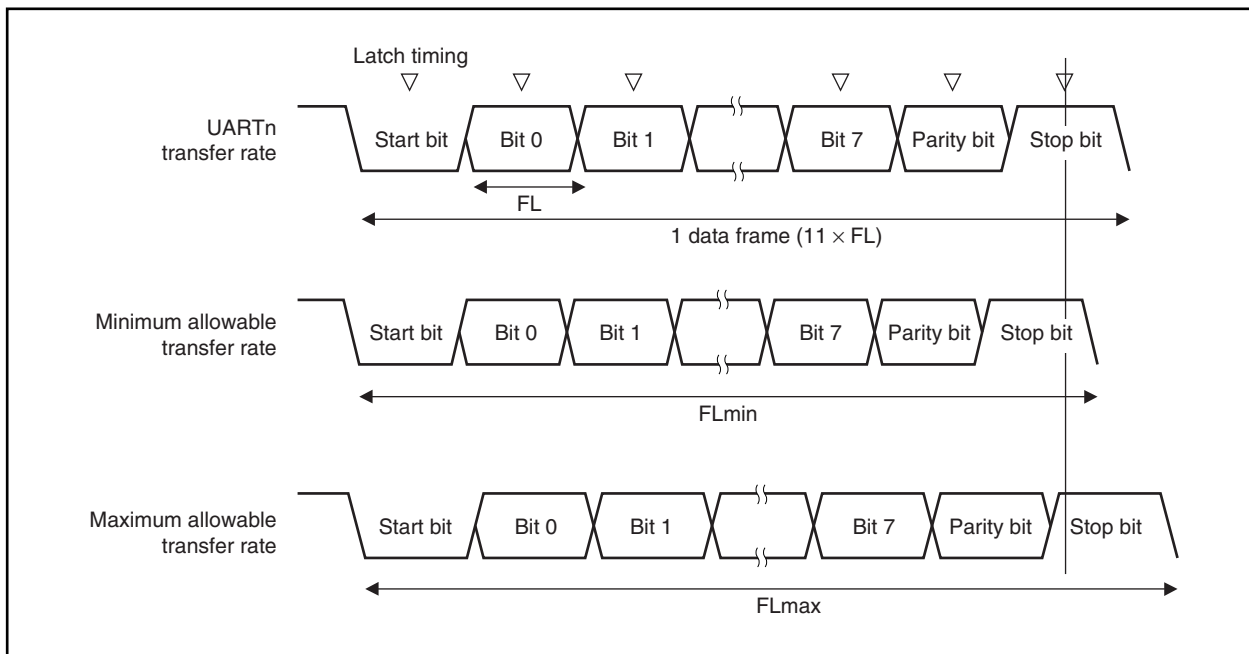 Latch timing
UARTn
transfer rate
Start bit
Bit 0
Bit 1
Bit 7
Parity bit
Stop bit
FL
1 data frame (11 × FL)
Minimum allowable
transfer rate
Start bit
Bit 0
Bit 1
Bit 7
Parity bit
Stop bit
FLmin
Maximum allowable
transfer rate
Start bit
Bit 0
Bit 1
Bit 7
Parity bit
Stop bit
FLmax